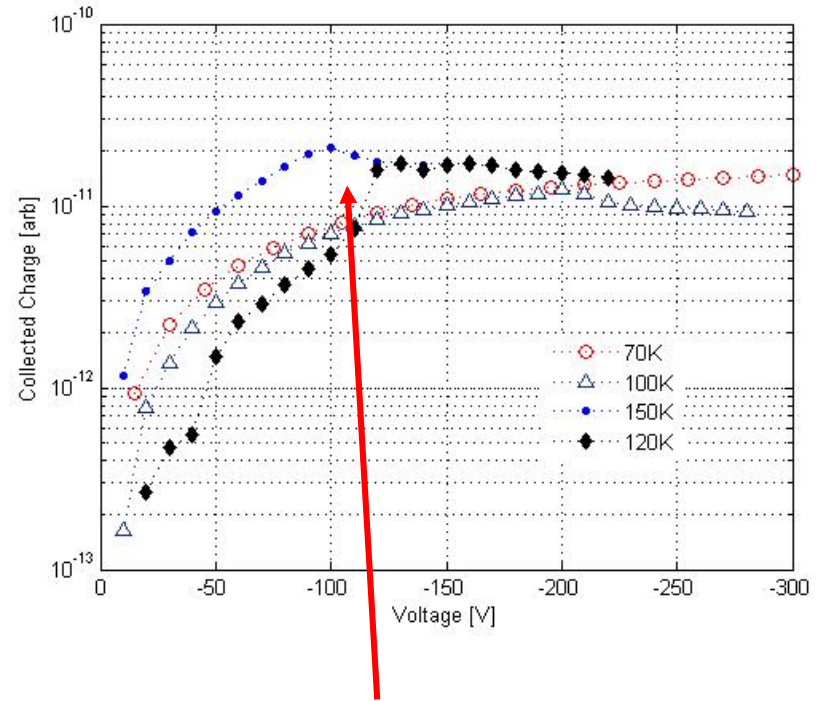 10^-10
10^-11
10^-12
10^-13
Collected Charge [arb]
70K
100K
150K
120K
0 -50 -100 -150 -200 -250 -300
Voltage [V]